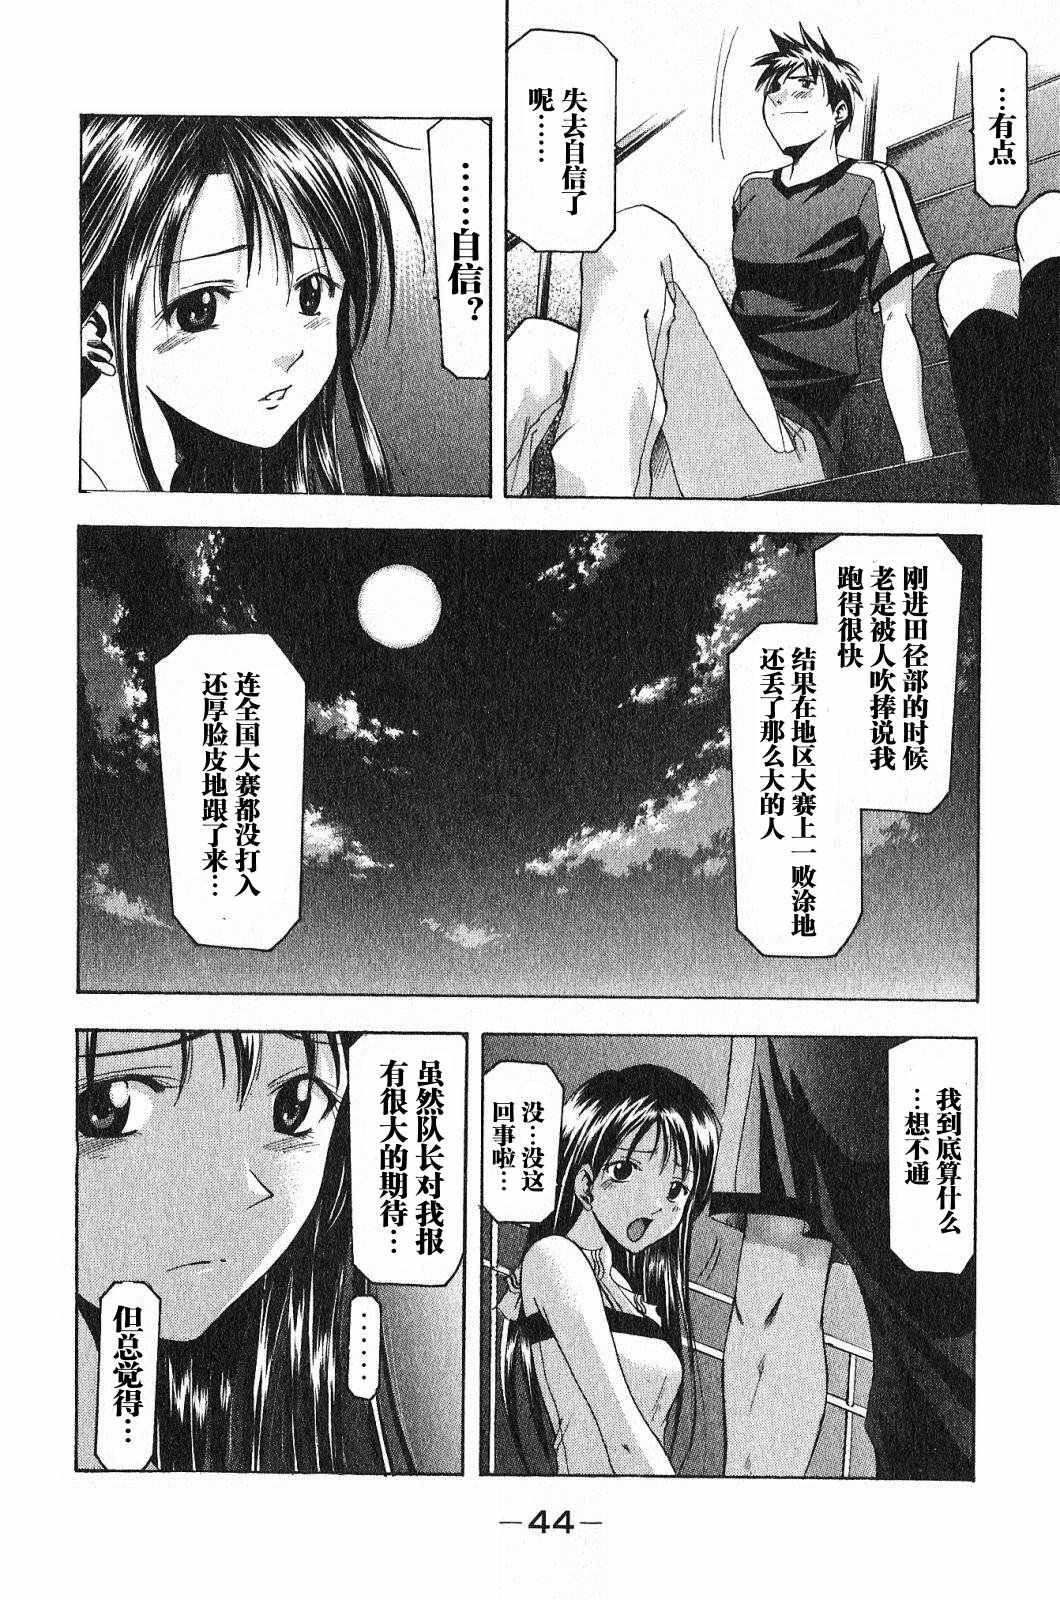 …有点
失去自信了
呢……
……自信？
刚进田径部的时候
老是被人吹捧说我
跑得很快
结果在地区大赛上一败涂地
还丢了那么大的人
连全国大赛都没打入
还厚脸皮地跟了来…
我到底算什么
…想不通
没…没这
回事啦…
虽然队长对我报
有很大的期待…
……
但总觉得…
—44—